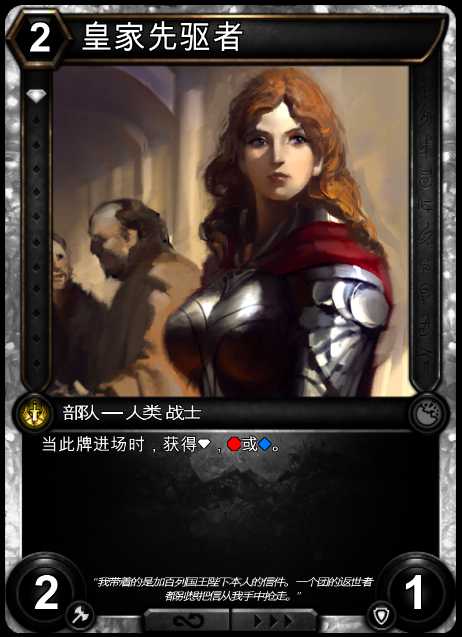 2
皇家先驱者
部队 — 人类 战士
当此牌进场时，获得，或。
“我带着的是加百列国王陛下本人的信件。一个团的返世者
都别想把信从我手中抢走。”
2
1